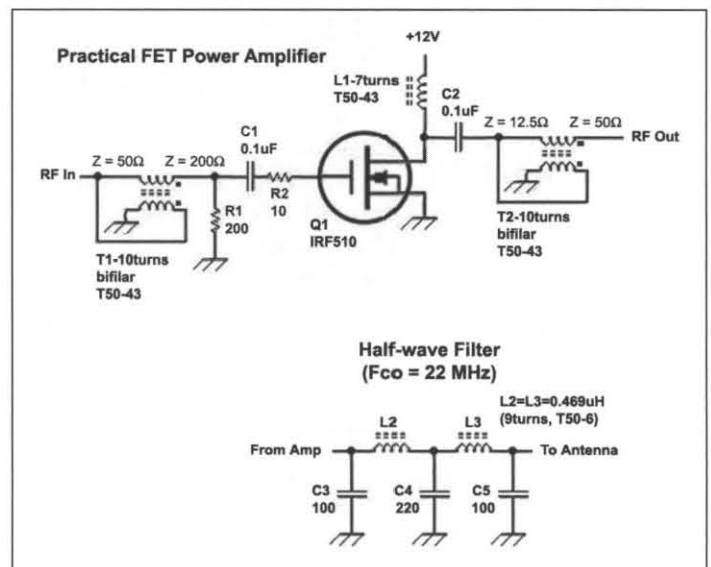 Practical FET Power Amplifier
+12V
L1-7turns
T50-43
C2
0.1uF
C1
0.1uF
Z = 50Ω
Z = 200Ω
RF In
R2
10
R1
200
Q1
IRF510
Z = 12.5Ω
Z = 50Ω
RF Out
T1-10turns
bifilar
T50-43
T2-10turns
bifilar
T50-43
Half-wave Filter
(Fco = 22 MHz)
L2=L3=0.469uH
(9turns, T50-6)
L2
L3
From Amp
To Antenna
C3
100
C4
220
C5
100